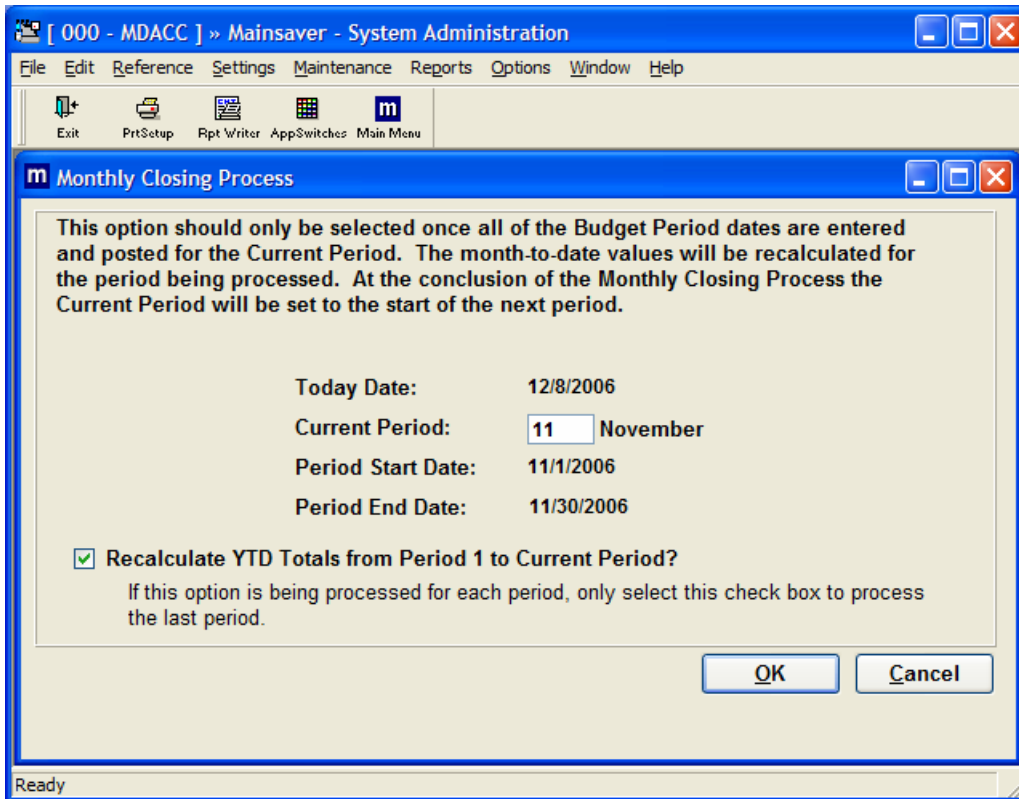 [ 000 - MDACC ] » Mainsaver - System Administration
File Edit Reference Settings Maintenance Reports Options Window Help
Exit PrtSetup Rpt Writer AppSwitches Main Menu
m Monthly Closing Process
This option should only be selected once all of the Budget Period dates are entered
and posted for the Current Period. The month-to-date values will be recalculated for
the period being processed. At the conclusion of the Monthly Closing Process the
Current Period will be set to the start of the next period.
Today Date: 12/8/2006
Current Period: 11 November
Period Start Date: 11/1/2006
Period End Date: 11/30/2006
Recalculate YTD Totals from Period 1 to Current Period?
If this option is being processed for each period, only select this check box to process
the last period.
OK Cancel
Ready